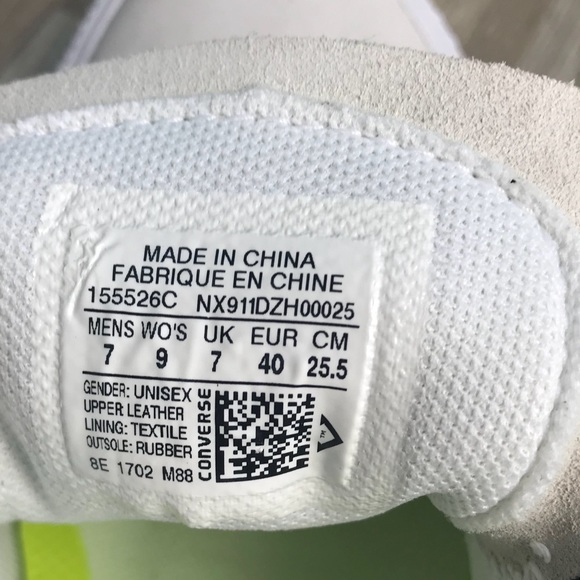 MADE IN CHINA
FABRIQUE EN CHINE
155526C NX911DZH00025
MENS WO'S UK EUR CM
7 9 7 40 25.5
GENDER: UNISEX
UPPER: LEATHER
LINING: TEXTILE
OUTSOLE: RUBBER
8E 1702 M88
CONVERSE